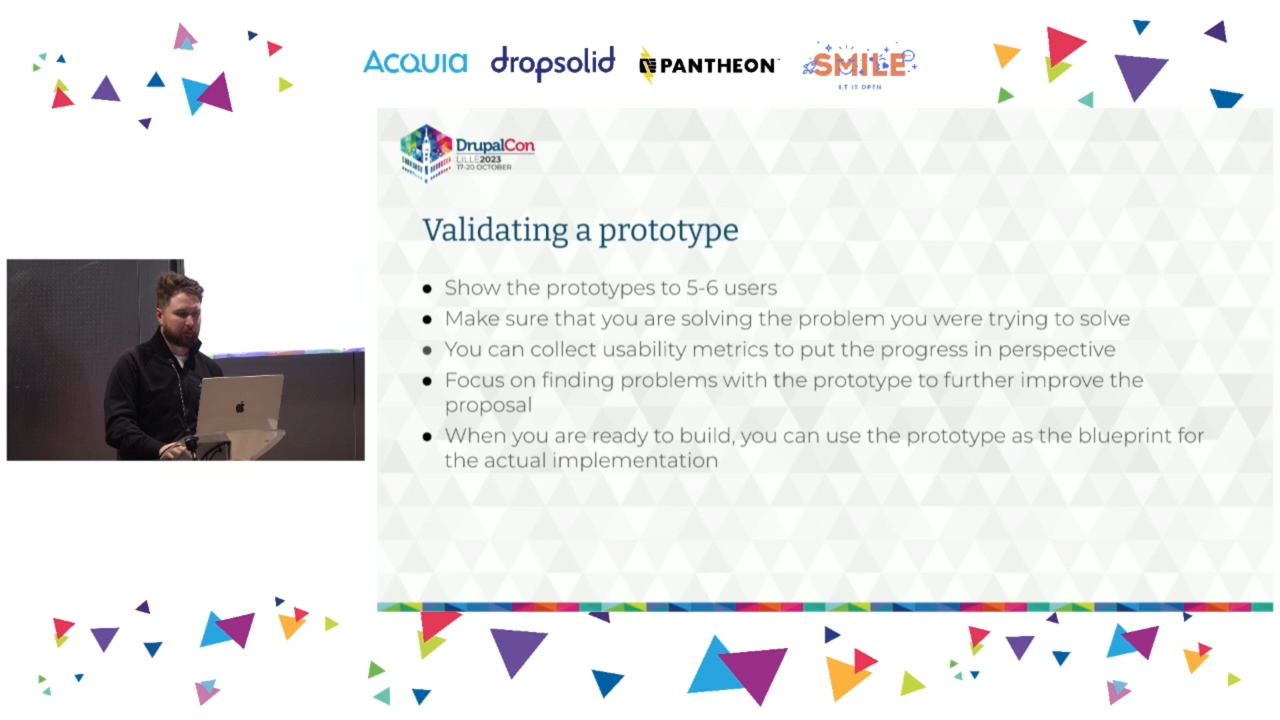 ACQUIA dropsolid PANTHEON SMILE
I.T IS OPEN
DrupalCon
LILLE2023
17-20 OCTOBER
Validating a prototype
● Show the prototypes to 5-6 users
● Make sure that you are solving the problem you were trying to solve
● You can collect usability metrics to put the progress in perspective
● Focus on finding problems with the prototype to further improve the
proposal
● When you are ready to build, you can use the prototype as the blueprint for
the actual implementation